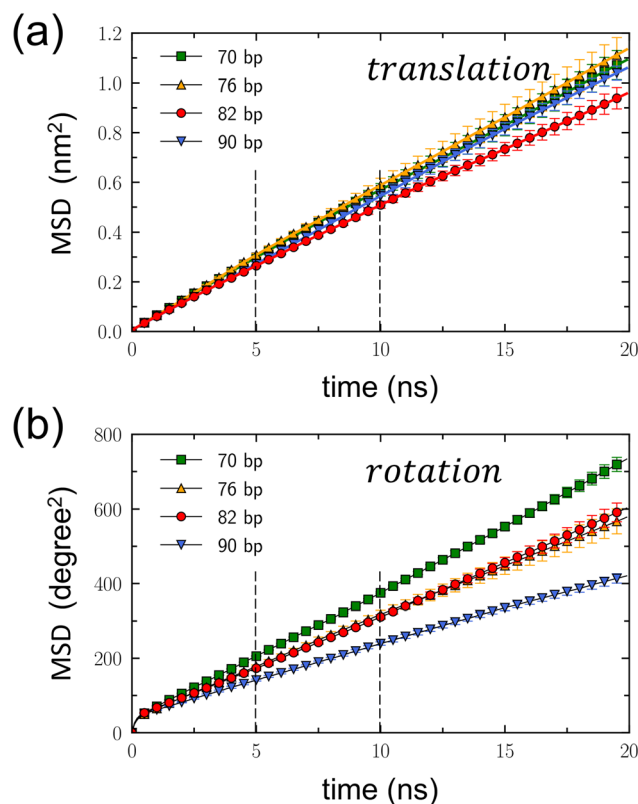 (a)
translation
70 bp
76 bp
82 bp
90 bp
MSD (nm²)
1.2
1.0
0.8
0.6
0.4
0.2
0.0
0 5 10 15 20
time (ns)
(b)
rotation
70 bp
76 bp
82 bp
90 bp
MSD (degree²)
800
600
400
200
0
0 5 10 15 20
time (ns)